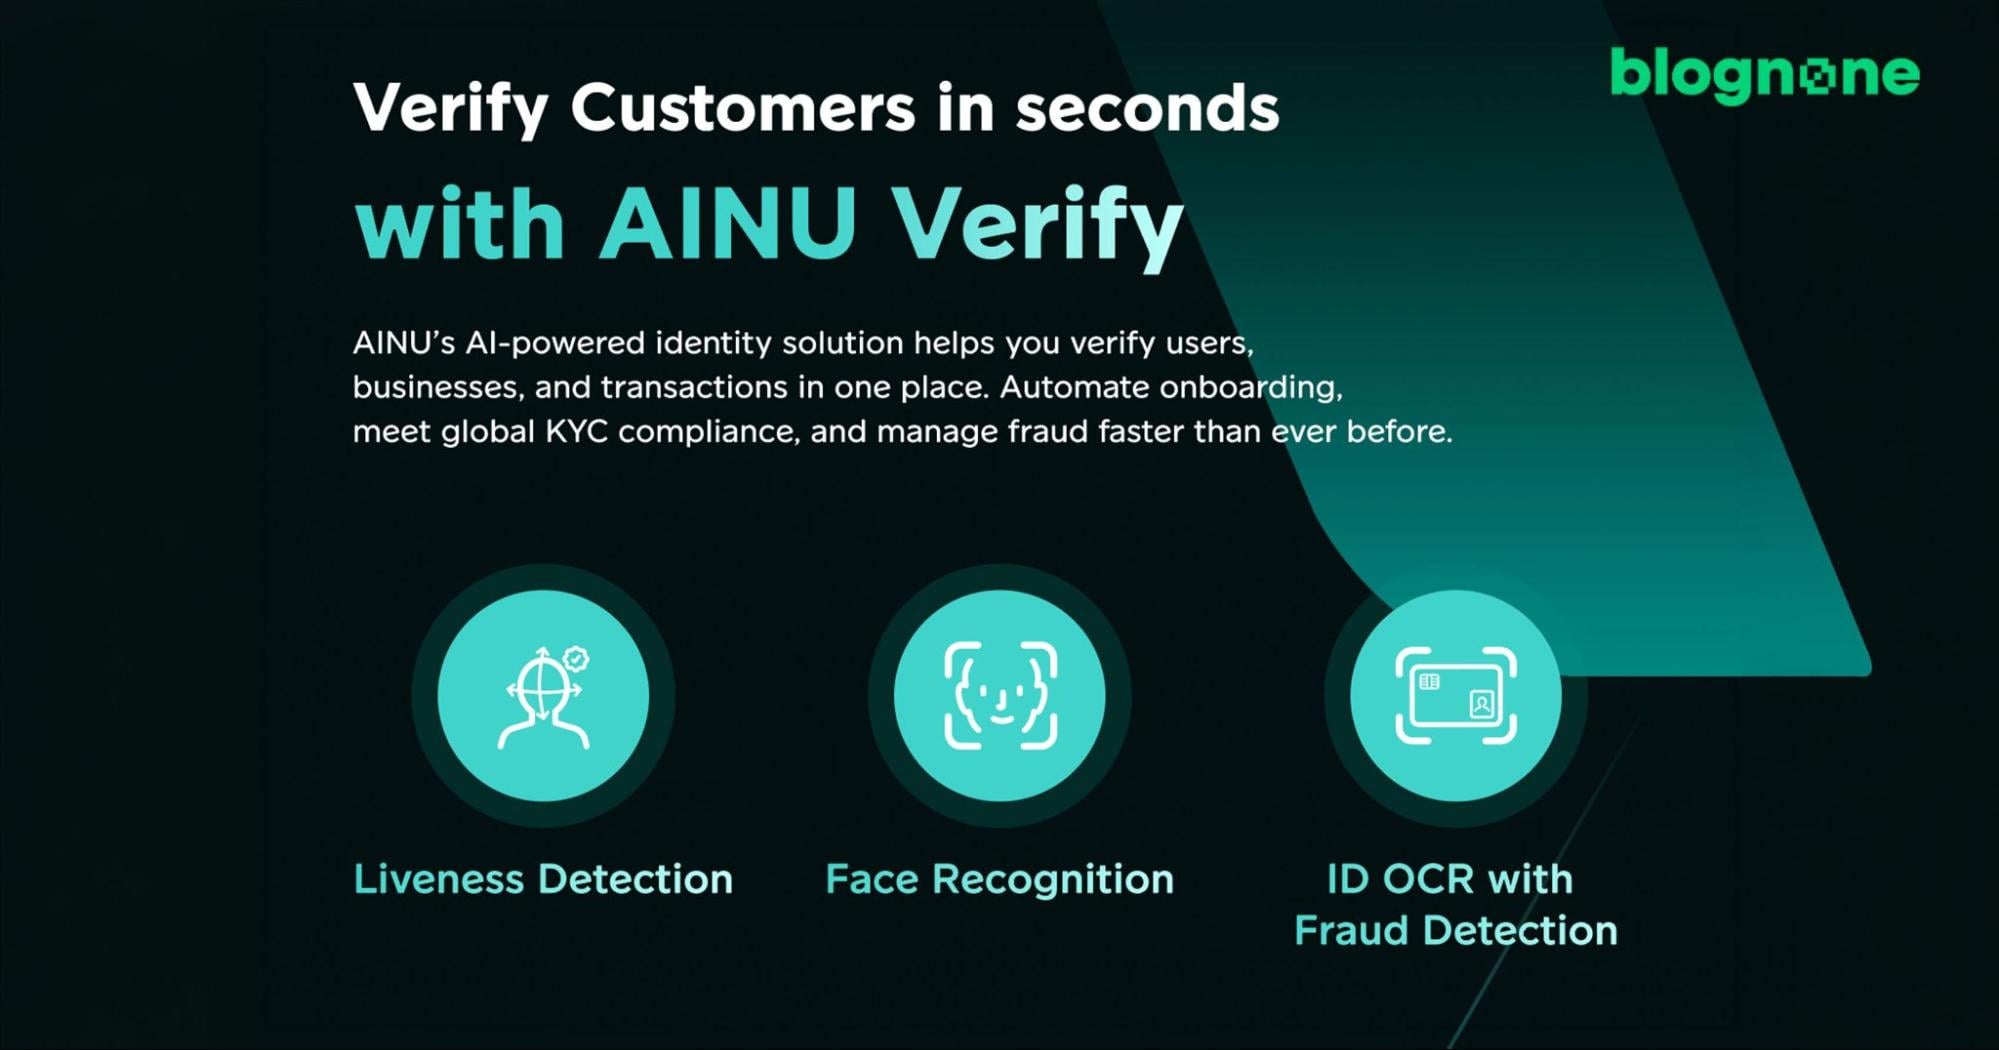 blognone
Verify Customers in seconds
with AINU Verify
AINU’s AI-powered identity solution helps you verify users,
businesses, and transactions in one place. Automate onboarding,
meet global KYC compliance, and manage fraud faster than ever before.
Liveness Detection
Face Recognition
ID OCR with
Fraud Detection